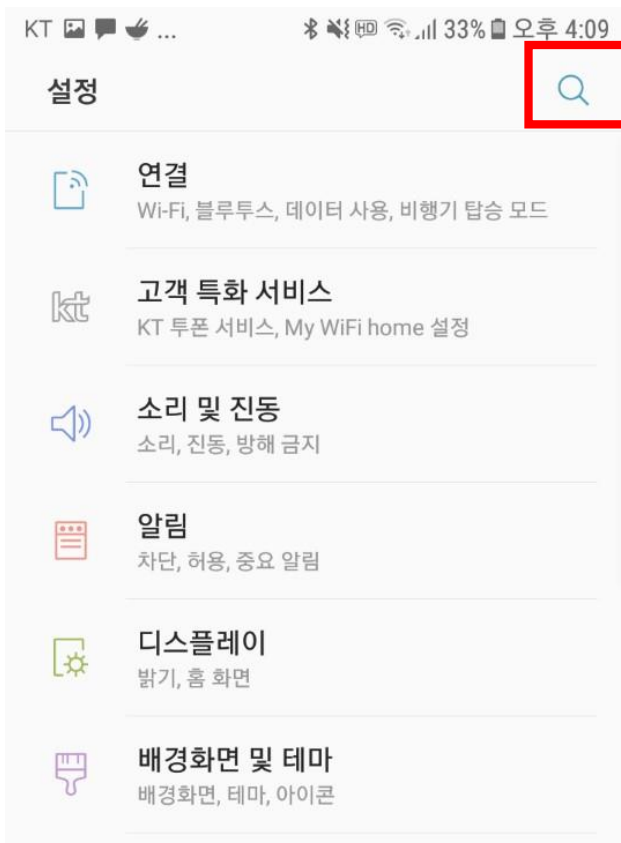 KT ... HD 33% 오후 4:09
설정
연결
Wi-Fi, 블루투스, 데이터 사용, 비행기 탑승 모드
kt
고객 특화 서비스
KT 투폰 서비스, My WiFi home 설정
소리 및 진동
소리, 진동, 방해 금지
알림
차단, 허용, 중요 알림
디스플레이
밝기, 홈 화면
배경화면 및 테마
배경화면, 테마, 아이콘